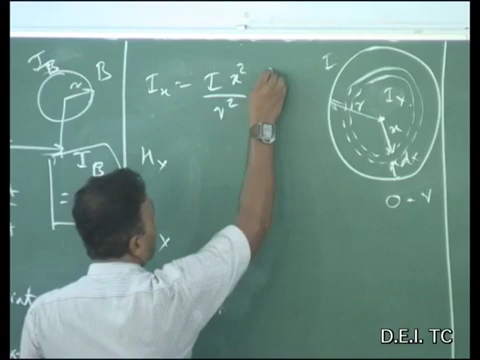 I_B
r B
I_B
I_x = I x² / r²
H_y
x
I
r
I_x
x
dx
0 - r
D.E.I. TC